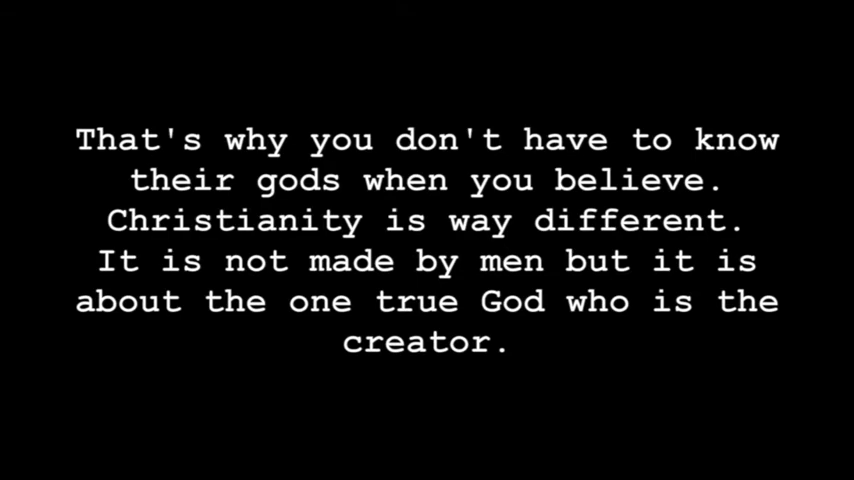 That's why you don't have to know
their gods when you believe.
Christianity is way different.
It is not made by men but it is
about the one true God who is the
creator.